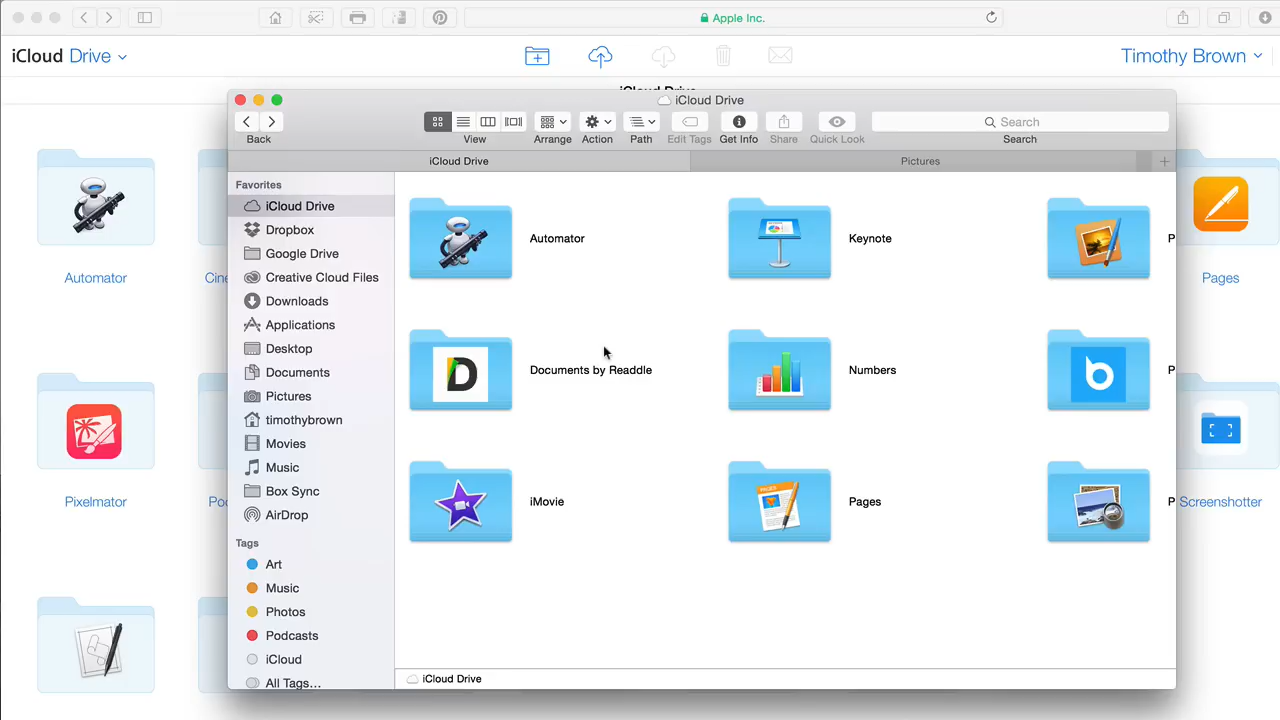 Apple Inc.
iCloud Drive
Timothy Brown
iCloud Drive
Back
View
Arrange
Action
Path
Edit Tags
Get Info
Share
Quick Look
Search
Search
iCloud Drive
Pictures
Favorites
iCloud Drive
Dropbox
Google Drive
Creative Cloud Files
Downloads
Applications
Desktop
Documents
Pictures
timothybrown
Movies
Music
Box Sync
AirDrop
Tags
Art
Music
Photos
Podcasts
iCloud
All Tags...
Automator
Keynote
P
Documents by Readdle
Numbers
P
iMovie
Pages
P
iCloud Drive
Automator
Cine
Pages
Pixelmator
Screenshotter